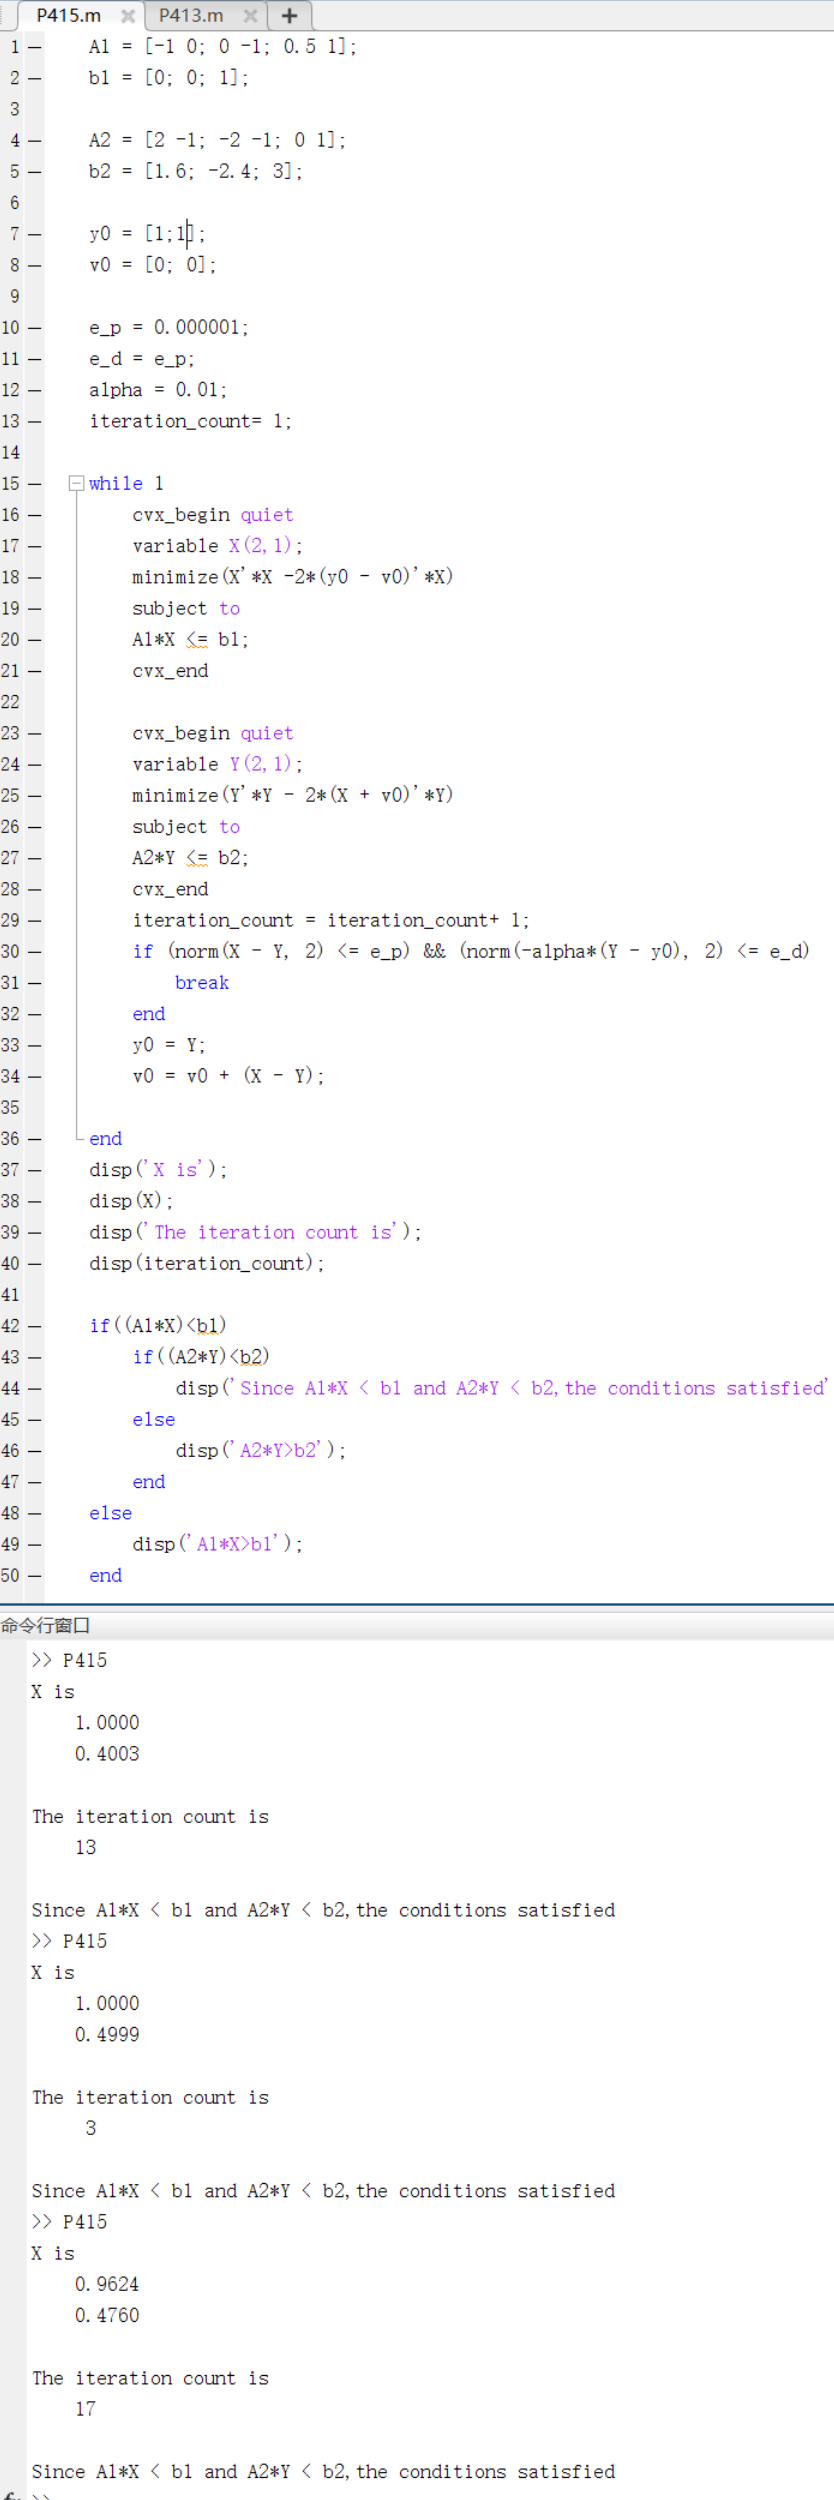 P415.m × P413.m × +
1 — A1 = [-1 0; 0 -1; 0.5 1];
2 — b1 = [0; 0; 1];
3
4 — A2 = [2 -1; -2 -1; 0 1];
5 — b2 = [1.6; -2.4; 3];
6
7 — y0 = [1;1];
8 — v0 = [0; 0];
9
10 — e_p = 0.000001;
11 — e_d = e_p;
12 — alpha = 0.01;
13 — iteration_count= 1;
14
15 — while 1
16 — cvx_begin quiet
17 — variable X(2,1);
18 — minimize(X'*X -2*(y0 - v0)'*X)
19 — subject to
20 — A1*X <= b1;
21 — cvx_end
22
23 — cvx_begin quiet
24 — variable Y(2,1);
25 — minimize(Y'*Y - 2*(X + v0)'*Y)
26 — subject to
27 — A2*Y <= b2;
28 — cvx_end
29 — iteration_count = iteration_count+ 1;
30 — if (norm(X - Y, 2) <= e_p) && (norm(-alpha*(Y - y0), 2) <= e_d)
31 — break
32 — end
33 — y0 = Y;
34 — v0 = v0 + (X - Y);
35
36 — end
37 — disp('X is');
38 — disp(X);
39 — disp('The iteration count is');
40 — disp(iteration_count);
41
42 — if((A1*X)<b1)
43 — if((A2*Y)<b2)
44 — disp('Since A1*X < b1 and A2*Y < b2,the conditions satisfied'
45 — else
46 — disp('A2*Y>b2');
47 — end
48 — else
49 — disp('A1*X>b1');
50 — end
命令行窗口
>> P415
X is
1.0000
0.4003
The iteration count is
13
Since A1*X < b1 and A2*Y < b2,the conditions satisfied
>> P415
X is
1.0000
0.4999
The iteration count is
3
Since A1*X < b1 and A2*Y < b2,the conditions satisfied
>> P415
X is
0.9624
0.4760
The iteration count is
17
Since A1*X < b1 and A2*Y < b2,the conditions satisfied
fx >>